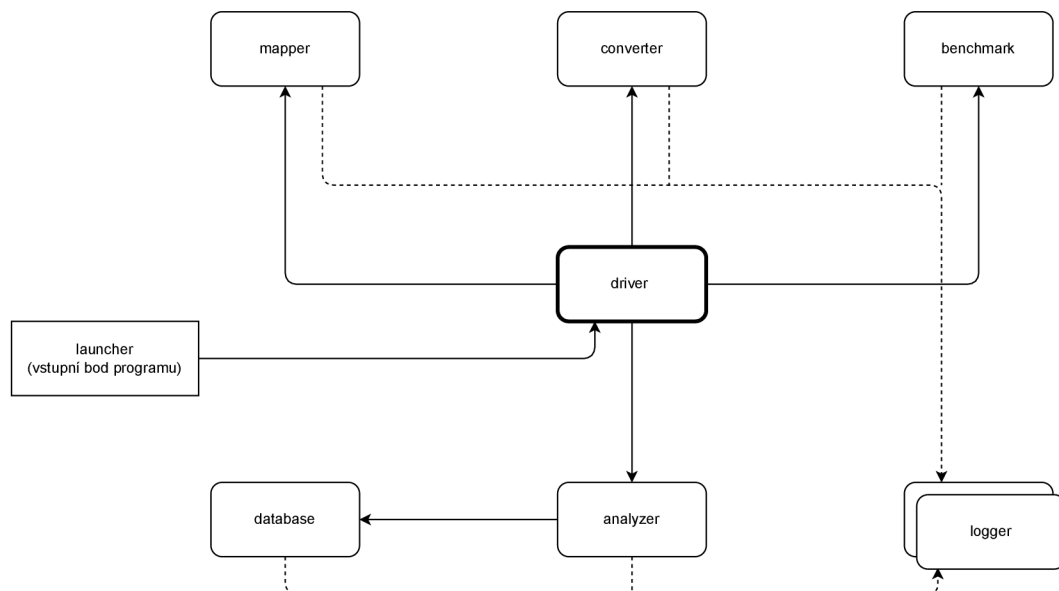 mapper
converter
benchmark
driver
launcher
(vstupní bod programu)
database
analyzer
logger